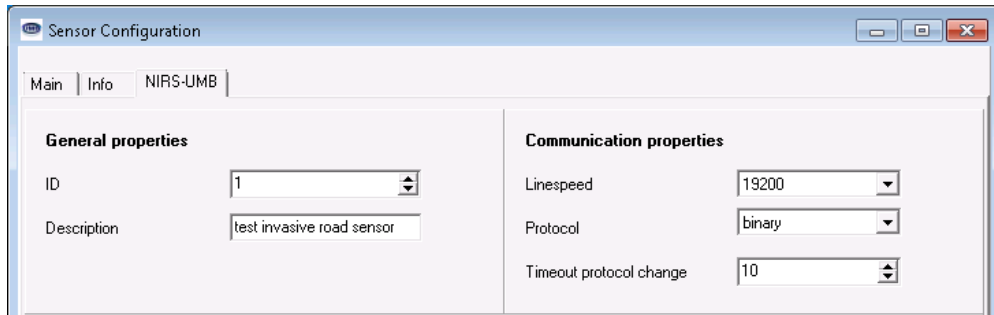 Sensor Configuration
Main Info NIRS-UMB
General properties
ID 1
Description test invasive road sensor
Communication properties
Linespeed 19200
Protocol binary
Timeout protocol change 10